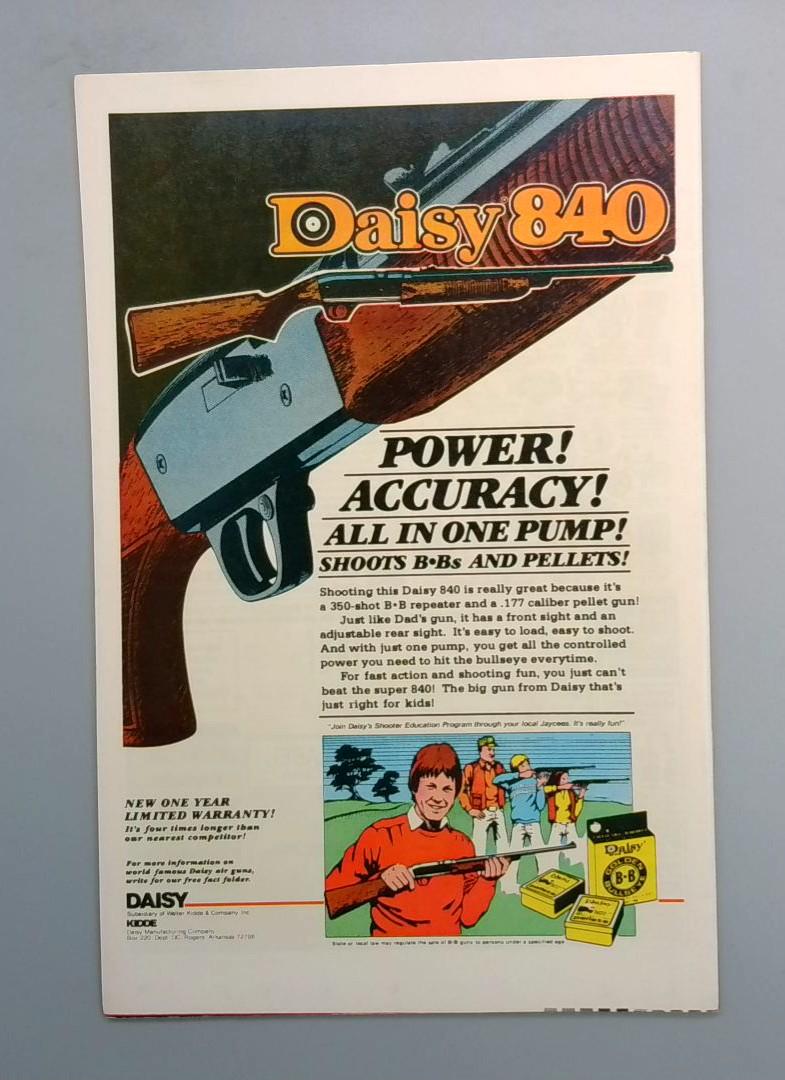 Daisy® 840
POWER!
ACCURACY!
ALL IN ONE PUMP!
SHOOTS B•Bs AND PELLETS!
Shooting this Daisy 840 is really great because it's
a 350-shot B•B repeater and a .177 caliber pellet gun!
Just like Dad's gun, it has a front sight and an
adjustable rear sight. It's easy to load, easy to shoot.
And with just one pump, you get all the controlled
power you need to hit the bullseye everytime.
For fast action and shooting fun, you just can't
beat the super 840! The big gun from Daisy that's
just right for kids!
"Join Daisy's Shooter Education Program through your local Jaycees. It's really fun!"
NEW ONE YEAR
LIMITED WARRANTY!
It's four times longer than
our nearest competitor!
For more information on
world famous Daisy air guns,
write for our free fact folder.
DAISY
Subsidiary of Walter Kidde & Company, Inc.
KIDDE
Daisy Manufacturing Company
Box 220, Dept. DC, Rogers, Arkansas 72756
Daisy
GOLDEN
B•B
BULLSEYE
State or local law may regulate the sale of B•B guns to persons under a specified age